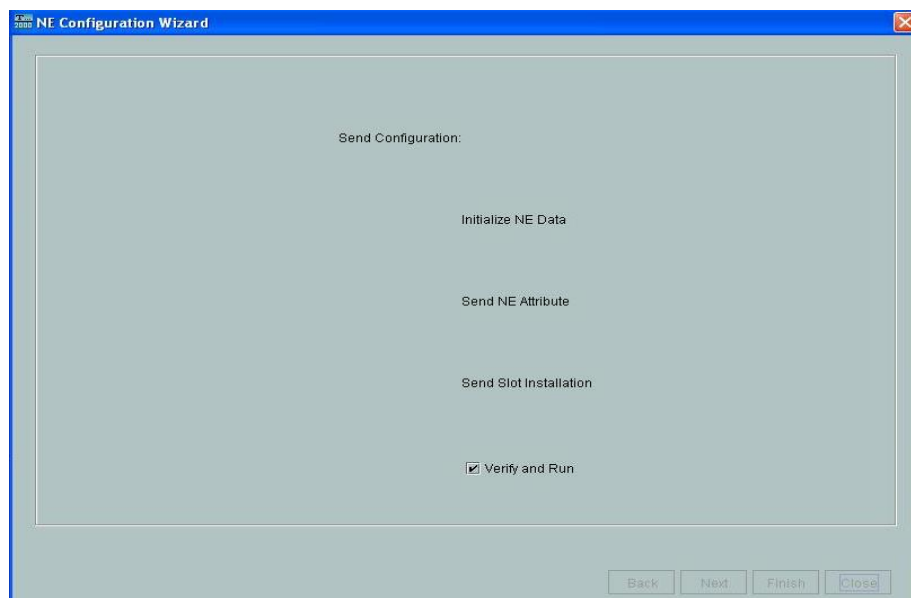 NE Configuration Wizard
Send Configuration:
Initialize NE Data
Send NE Attribute
Send Slot Installation
Verify and Run
Back Next Finish Close